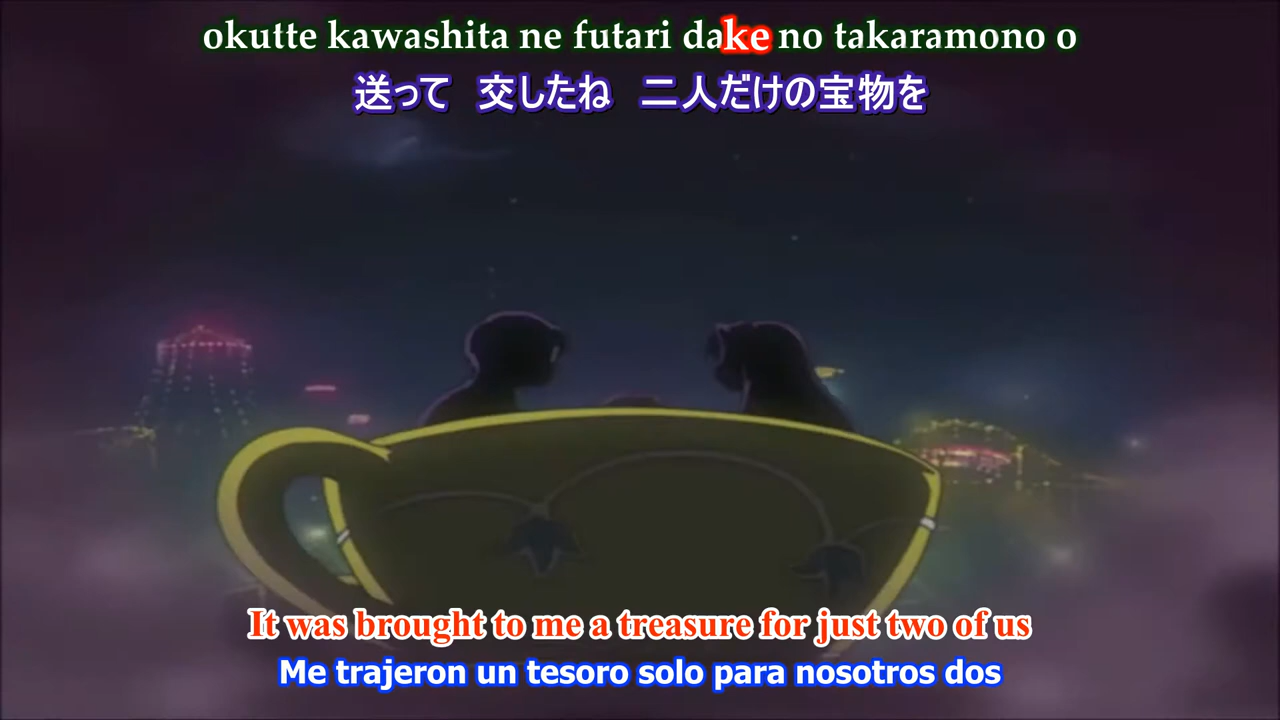 okutte kawashita ne futari dake no takaramono o
送って　交したね　二人だけの宝物を
It was brought to me a treasure for just two of us
Me trajeron un tesoro solo para nosotros dos